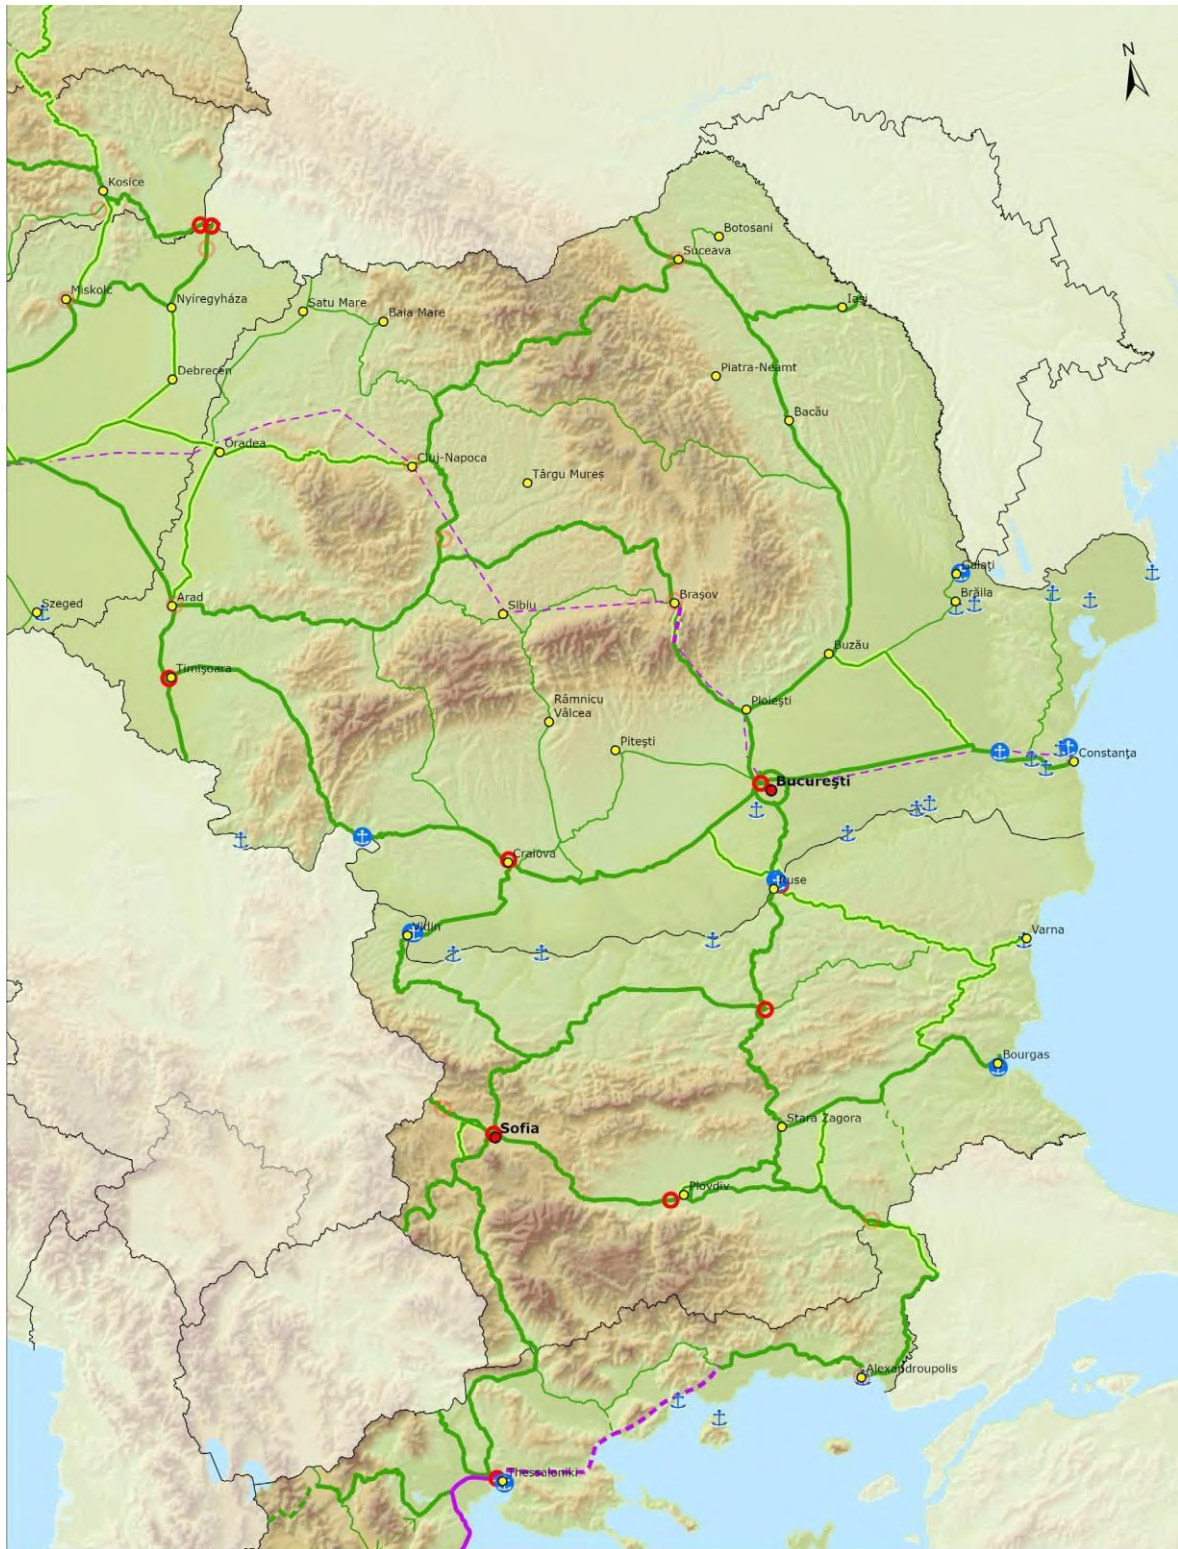 N
Kosice
Botosani
Suceava
Miskolc
Nyíregyháza
Satu Mare
Iaşi
Baia Mare
Debrecen
Piatra-Neamt
Bacău
Oradea
Cluj-Napoca
Târgu Mures
Galaţi
Szeged
Arad
Sibiu
Braşov
Brăila
Buzău
Timişoara
Râmnicu
Vâlcea
Ploieşti
Piteşti
Constanţa
Bucureşti
Craiova
Ruse
Vidin
Varna
Bourgas
Stara Zagora
Sofia
Plovdiv
Alexandroupolis
Thessaloniki